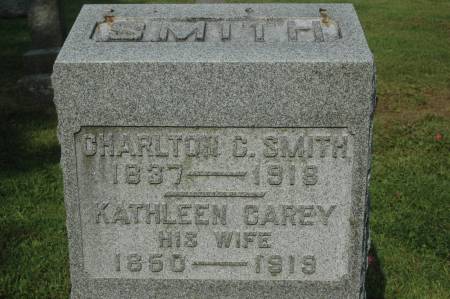 SMITH
CHARLTON C. SMITH
1837 — 1918
KATHLEEN CAREY
HIS WIFE
1850 — 1919